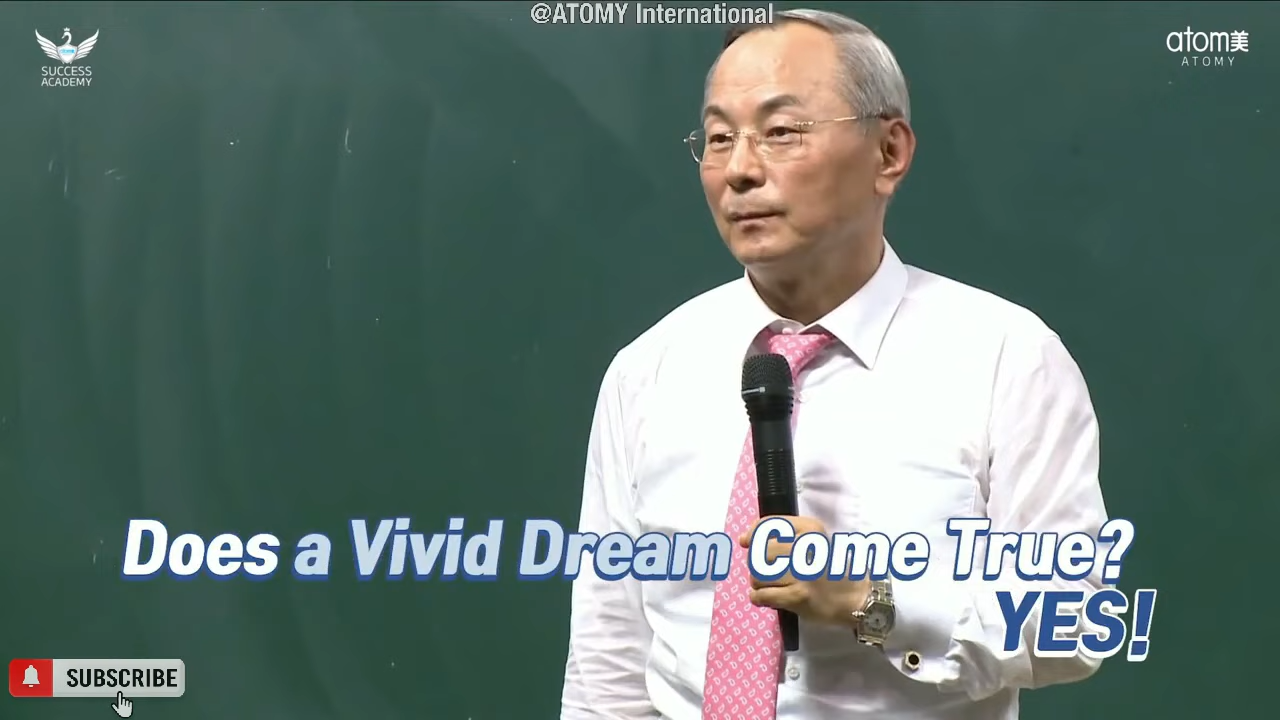 @ATOMY International
SUCCESS
ACADEMY
atom美
ATOMY
Does a Vivid Dream Come True?
YES!
SUBSCRIBE